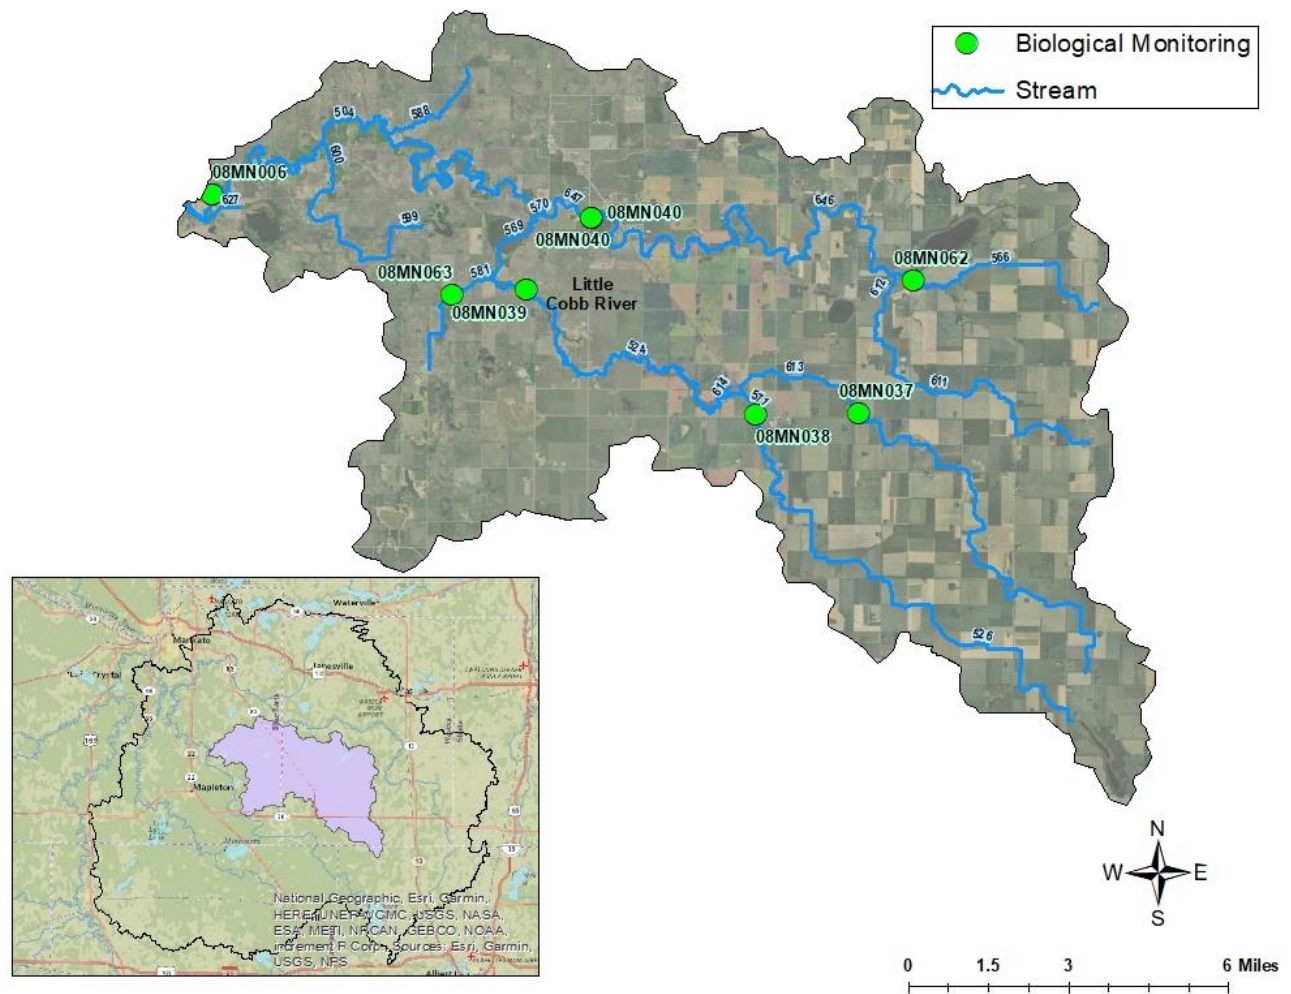 Biological Monitoring
Stream
504
588
600
08MN006
627
599
646
647
570
08MN040
569
08MN040
08MN062
566
08MN063
581
612
Little
Cobb River
08MN039
524
613
611
614
08MN037
571
08MN038
526
Waterville
Mankato
Janesville
Mapleton
National Geographic, Esri, Garmin,
HERE, UNEP-WCMC, USGS, NASA,
ESA, METI, NRCAN, GEBCO, NOAA,
increment P Corp., Sources: Esri, Garmin,
USGS, NPS
N
W E
S
0 1.5 3 6 Miles